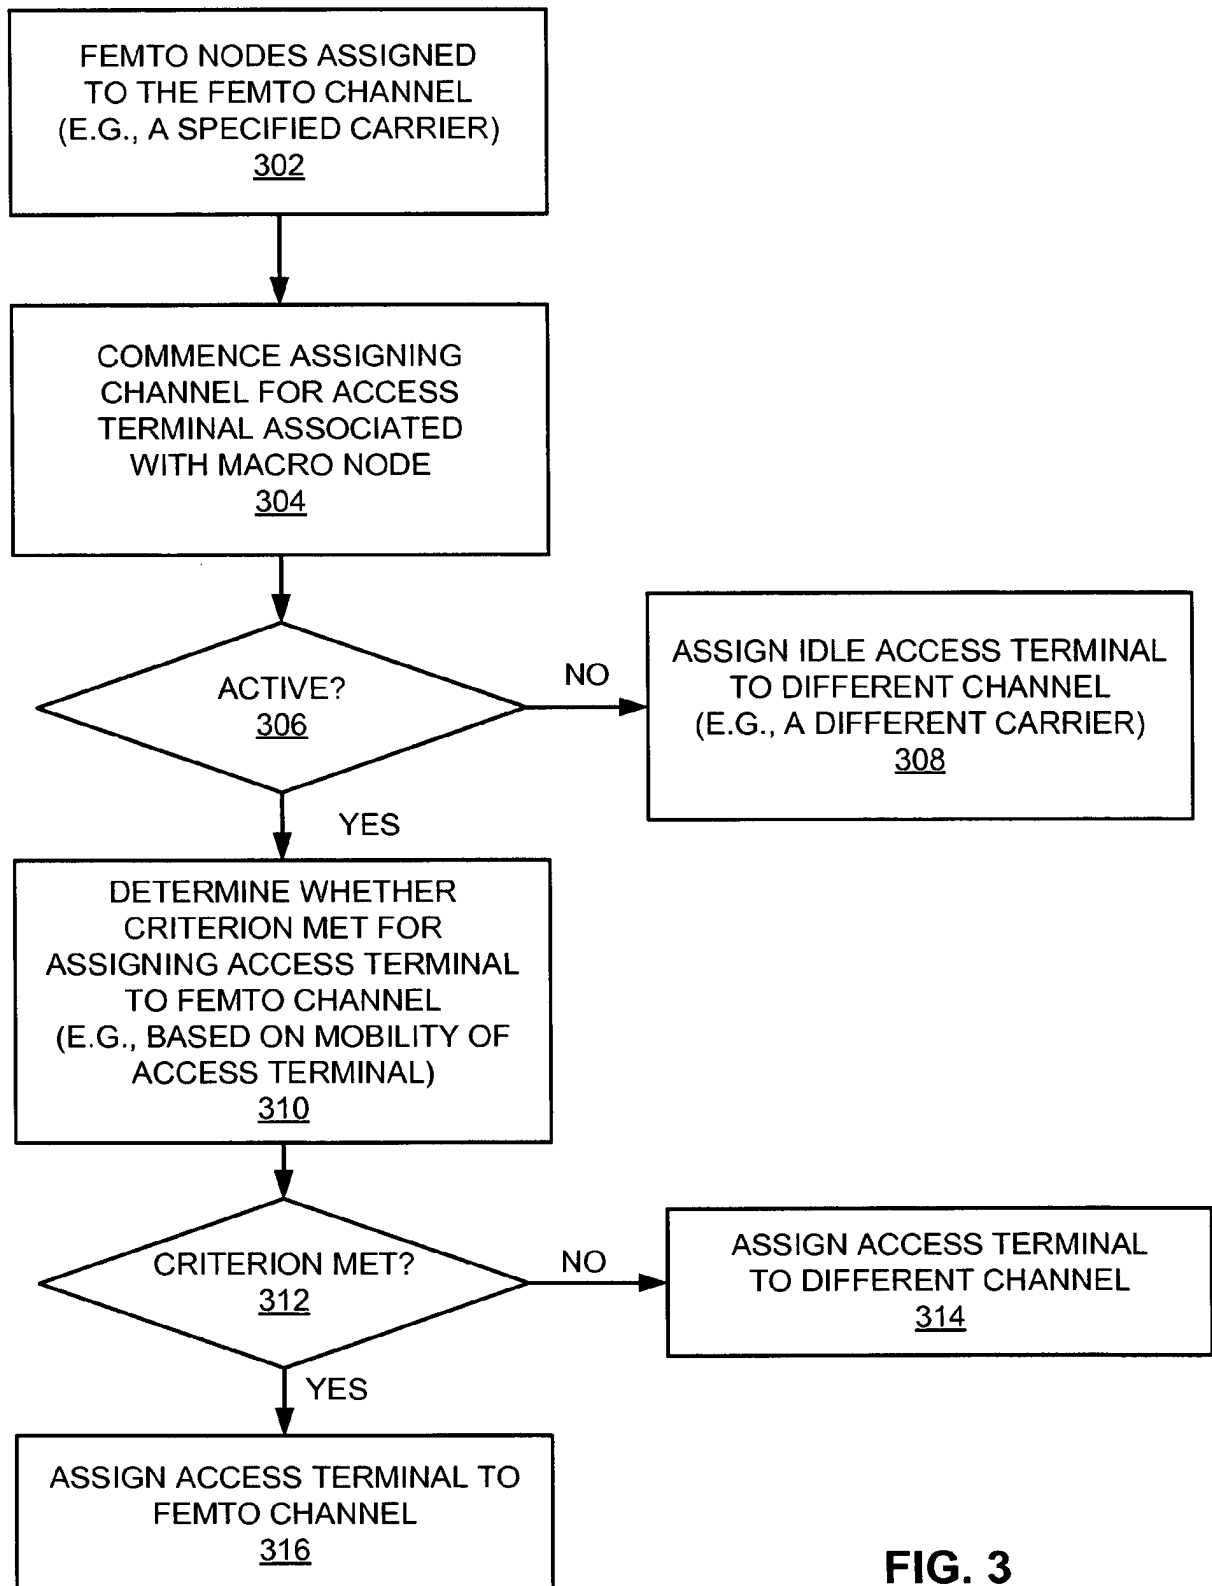 FEMTO NODES ASSIGNED
TO THE FEMTO CHANNEL
(E.G., A SPECIFIED CARRIER)
302
COMMENCE ASSIGNING
CHANNEL FOR ACCESS
TERMINAL ASSOCIATED
WITH MACRO NODE
304
ACTIVE?
306
NO
ASSIGN IDLE ACCESS TERMINAL
TO DIFFERENT CHANNEL
(E.G., A DIFFERENT CARRIER)
308
YES
DETERMINE WHETHER
CRITERION MET FOR
ASSIGNING ACCESS TERMINAL
TO FEMTO CHANNEL
(E.G., BASED ON MOBILITY OF
ACCESS TERMINAL)
310
CRITERION MET?
312
NO
ASSIGN ACCESS TERMINAL
TO DIFFERENT CHANNEL
314
YES
ASSIGN ACCESS TERMINAL TO
FEMTO CHANNEL
316
FIG. 3